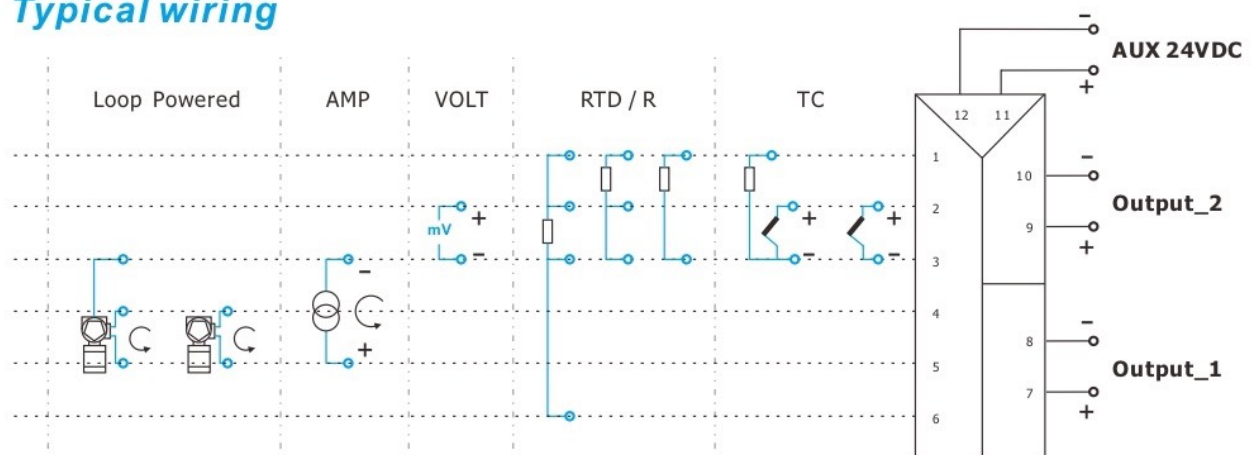 Typical wiring
Loop Powered
AMP
VOLT
RTD / R
TC
AUX 24VDC
-
+
12
11
1
2
3
4
5
6
10
9
8
7
-
+
Output_2
-
+
Output_1
mV
+
-
-
+
+
-
+
-